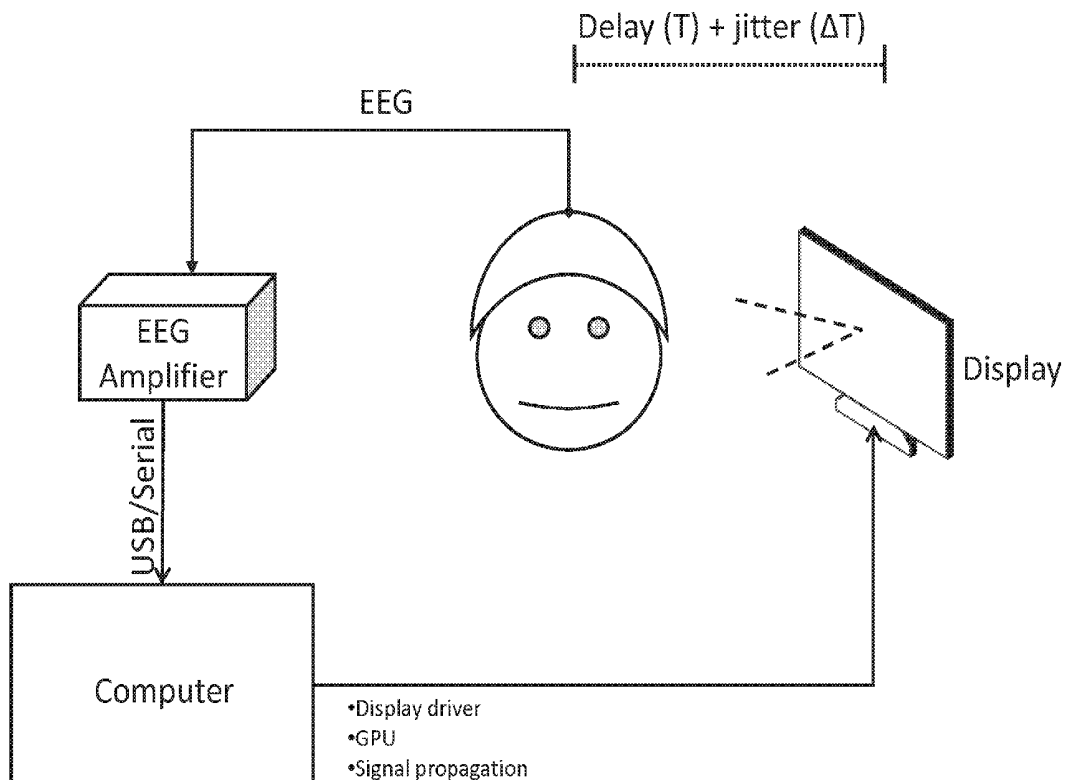 Delay (T) + jitter (ΔT)
EEG
EEG
Amplifier
Display
USB/Serial
Computer
•Display driver
•GPU
•Signal propagation